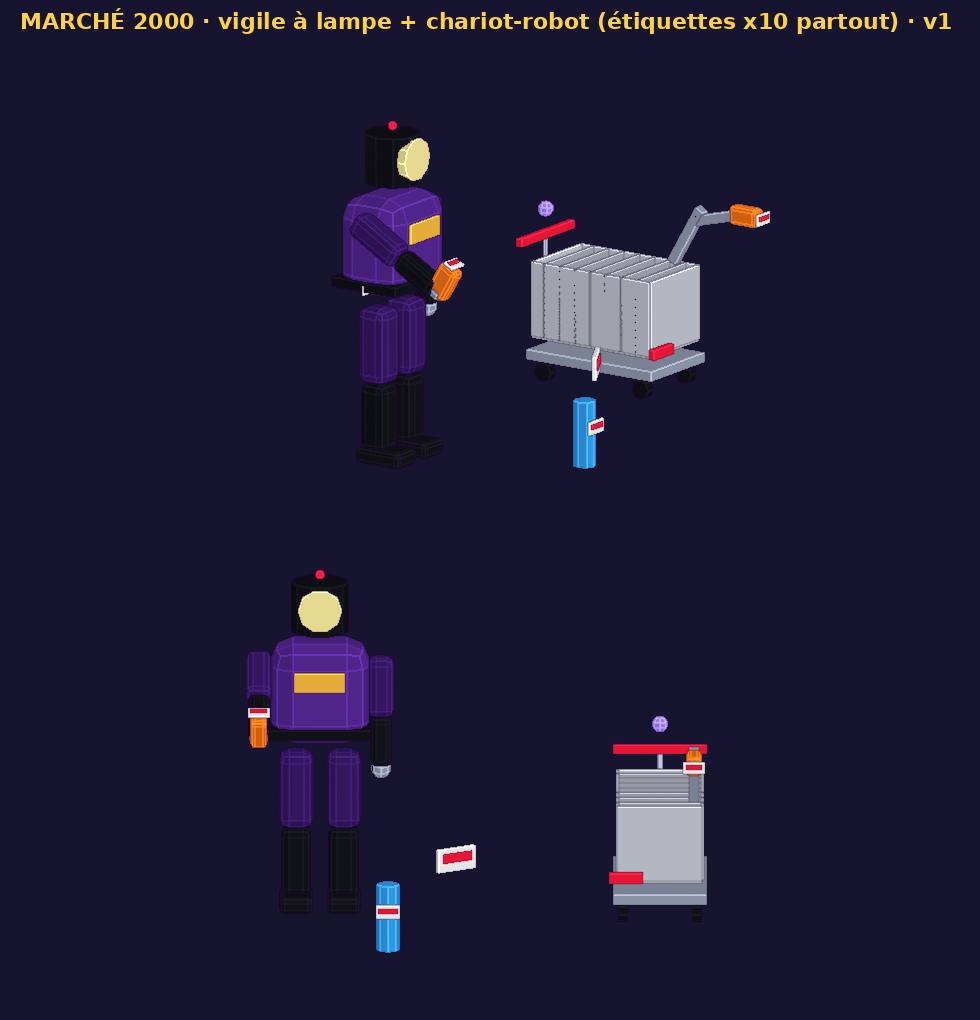 MARCHÉ 2000 · vigile à lampe + chariot-robot (étiquettes x10 partout) · v1